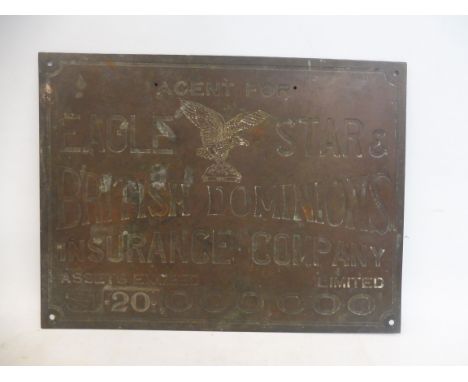 AGENT FOR
EAGLE STAR &
BRITISH DOMINIONS
INSURANCE COMPANY
ASSETS EXCEED LIMITED
£20,000,000